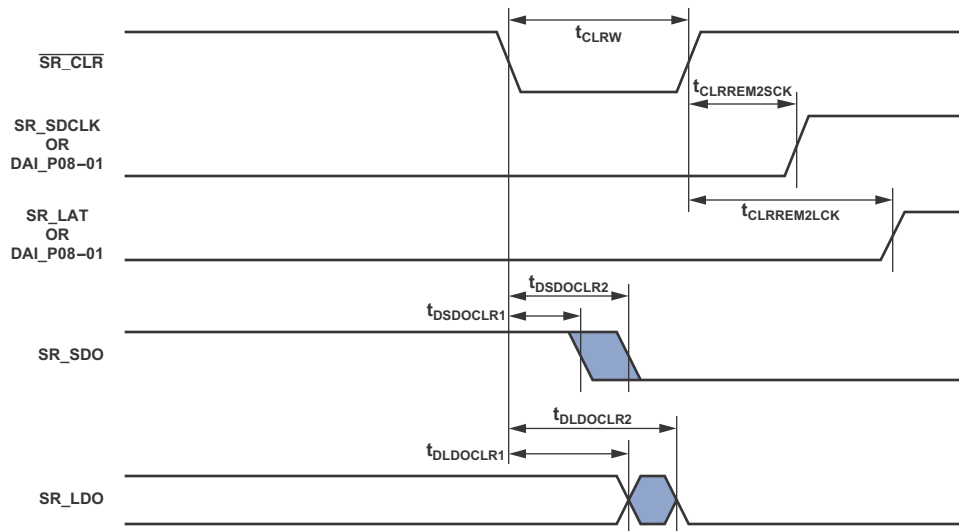 tCLRW
SR_CLR
tCLRREM2SCK
SR_SDCLK
OR
DAI_P08–01
tCLRREM2LCK
SR_LAT
OR
DAI_P08–01
tDSDOCLR2
tDSDOCLR1
SR_SDO
tDLDOCLR2
tDLDOCLR1
SR_LDO